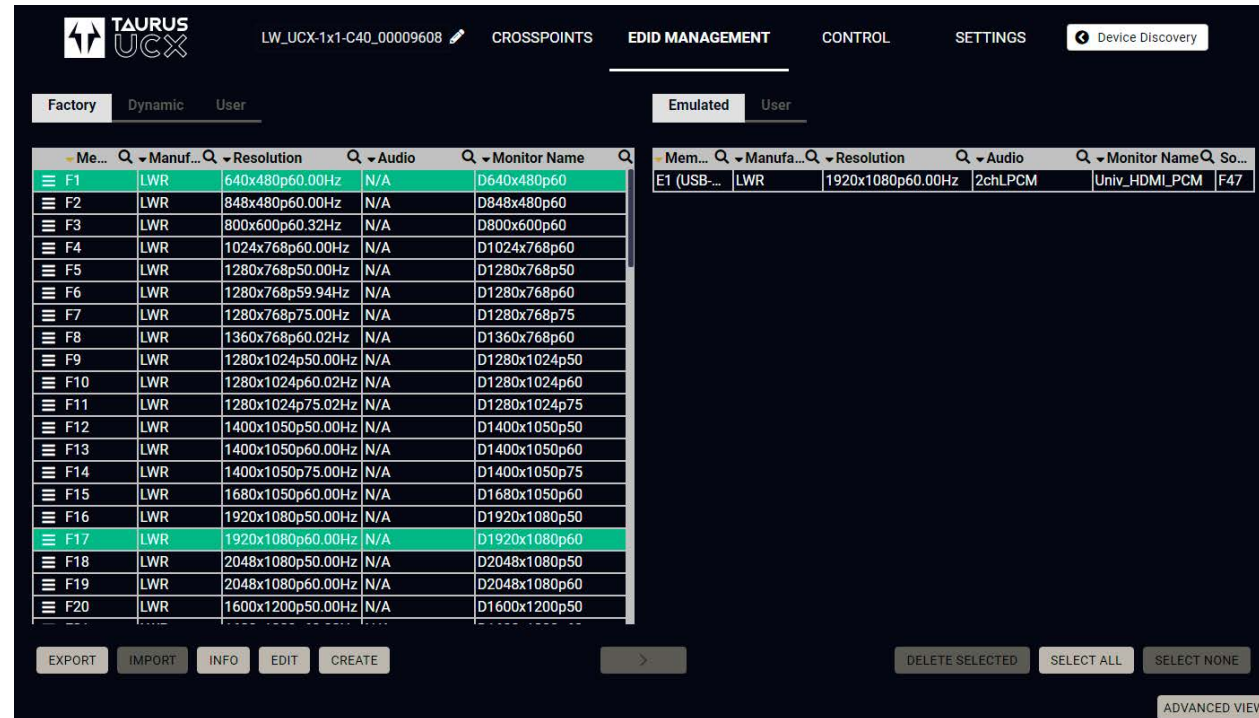 TAURUS
UCX
LW_UCX-1x1-C40_00009608 CROSSPOINTS EDID MANAGEMENT CONTROL SETTINGS Device Discovery
Factory Dynamic User
Me... Manuf... Resolution Audio Monitor Name
F1 LWR 640x480p60.00Hz N/A D640x480p60
F2 LWR 848x480p60.00Hz N/A D848x480p60
F3 LWR 800x600p60.32Hz N/A D800x600p60
F4 LWR 1024x768p60.00Hz N/A D1024x768p60
F5 LWR 1280x768p50.00Hz N/A D1280x768p50
F6 LWR 1280x768p59.94Hz N/A D1280x768p60
F7 LWR 1280x768p75.00Hz N/A D1280x768p75
F8 LWR 1360x768p60.02Hz N/A D1360x768p60
F9 LWR 1280x1024p50.00Hz N/A D1280x1024p50
F10 LWR 1280x1024p60.02Hz N/A D1280x1024p60
F11 LWR 1280x1024p75.02Hz N/A D1280x1024p75
F12 LWR 1400x1050p50.00Hz N/A D1400x1050p50
F13 LWR 1400x1050p60.00Hz N/A D1400x1050p60
F14 LWR 1400x1050p75.00Hz N/A D1400x1050p75
F15 LWR 1680x1050p60.00Hz N/A D1680x1050p60
F16 LWR 1920x1080p50.00Hz N/A D1920x1080p50
F17 LWR 1920x1080p60.00Hz N/A D1920x1080p60
F18 LWR 2048x1080p50.00Hz N/A D2048x1080p50
F19 LWR 2048x1080p60.00Hz N/A D2048x1080p60
F20 LWR 1600x1200p50.00Hz N/A D1600x1200p50
Emulated User
Mem... Manufa... Resolution Audio Monitor Name So...
E1 (USB-... LWR 1920x1080p60.00Hz 2chLPCM Univ_HDMI_PCM F47
EXPORT IMPORT INFO EDIT CREATE > DELETE SELECTED SELECT ALL SELECT NONE
ADVANCED VIEW